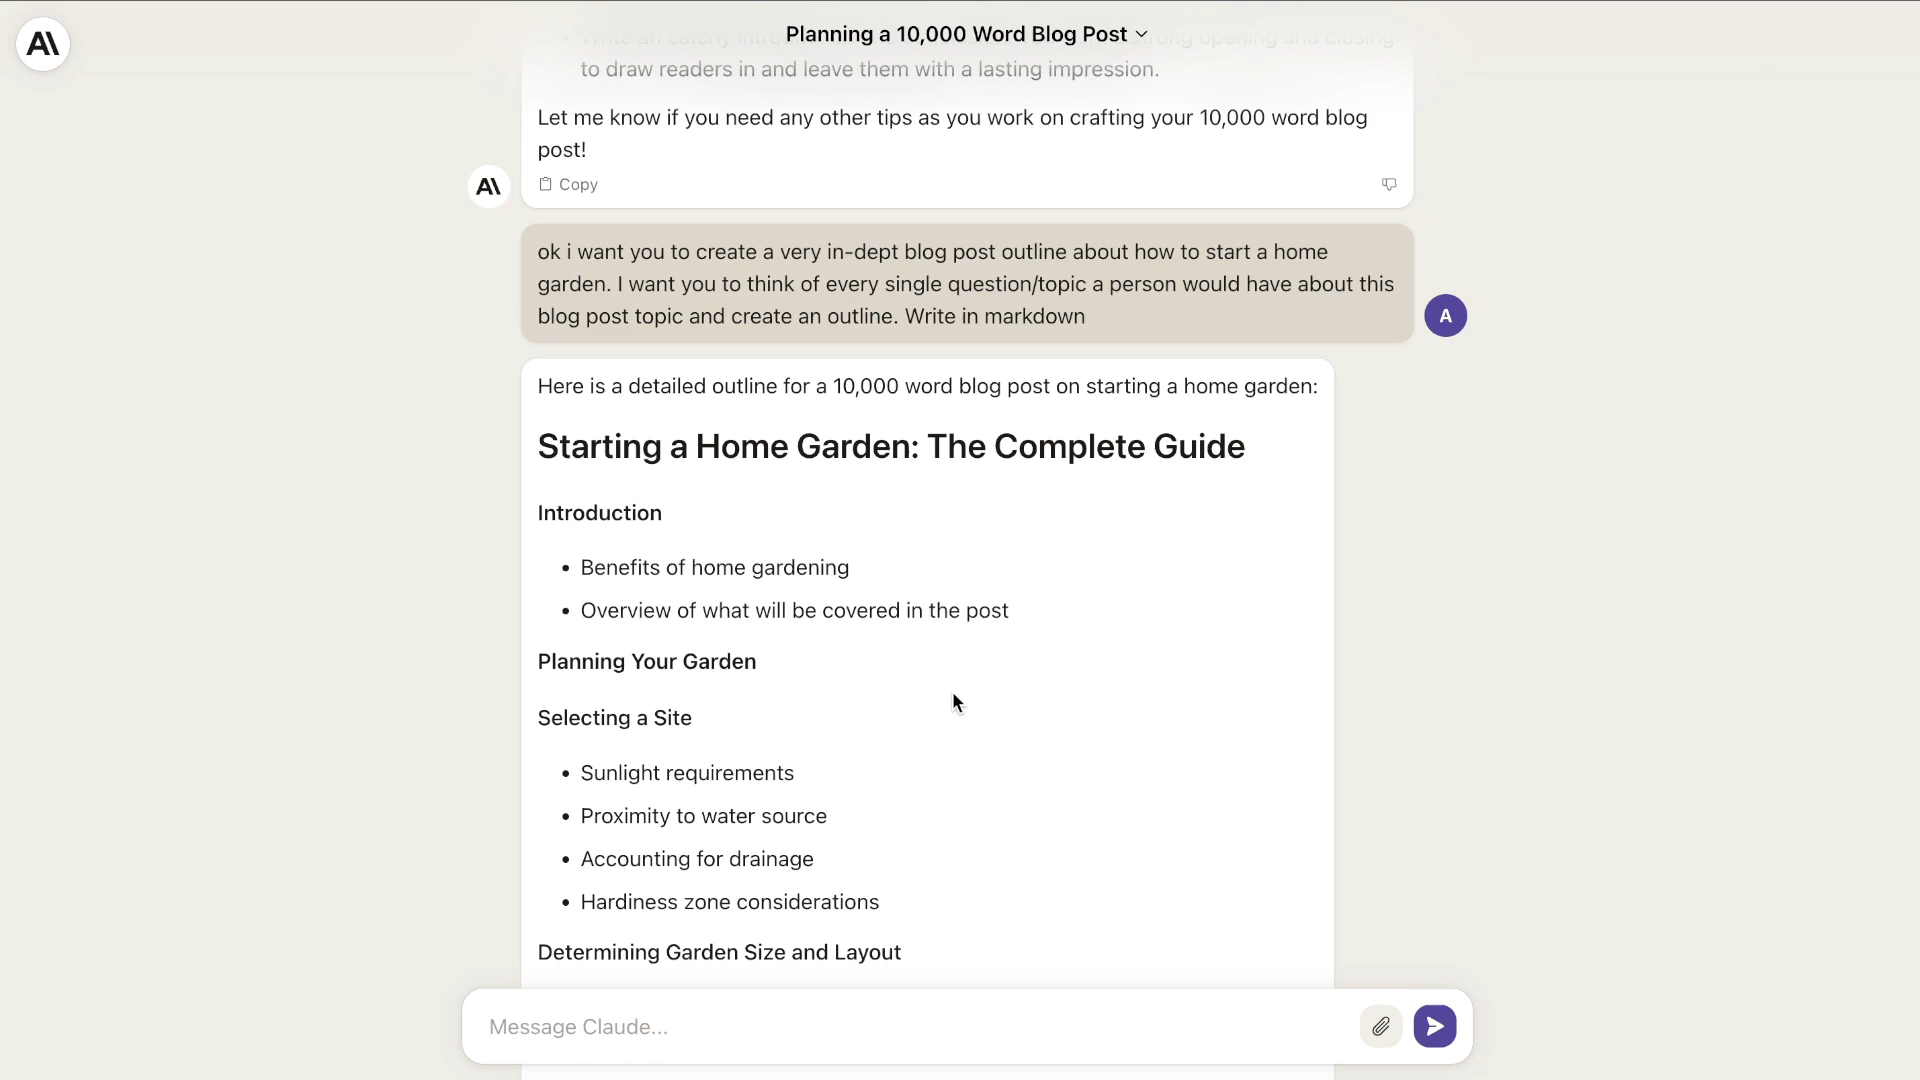 Planning a 10,000 Word Blog Post
to draw readers in and leave them with a lasting impression.
Let me know if you need any other tips as you work on crafting your 10,000 word blog
post!
Copy
ok i want you to create a very in-dept blog post outline about how to start a home
garden. I want you to think of every single question/topic a person would have about this
blog post topic and create an outline. Write in markdown
A
Here is a detailed outline for a 10,000 word blog post on starting a home garden:
Starting a Home Garden: The Complete Guide
Introduction
• Benefits of home gardening
• Overview of what will be covered in the post
Planning Your Garden
Selecting a Site
• Sunlight requirements
• Proximity to water source
• Accounting for drainage
• Hardiness zone considerations
Determining Garden Size and Layout
Message Claude...